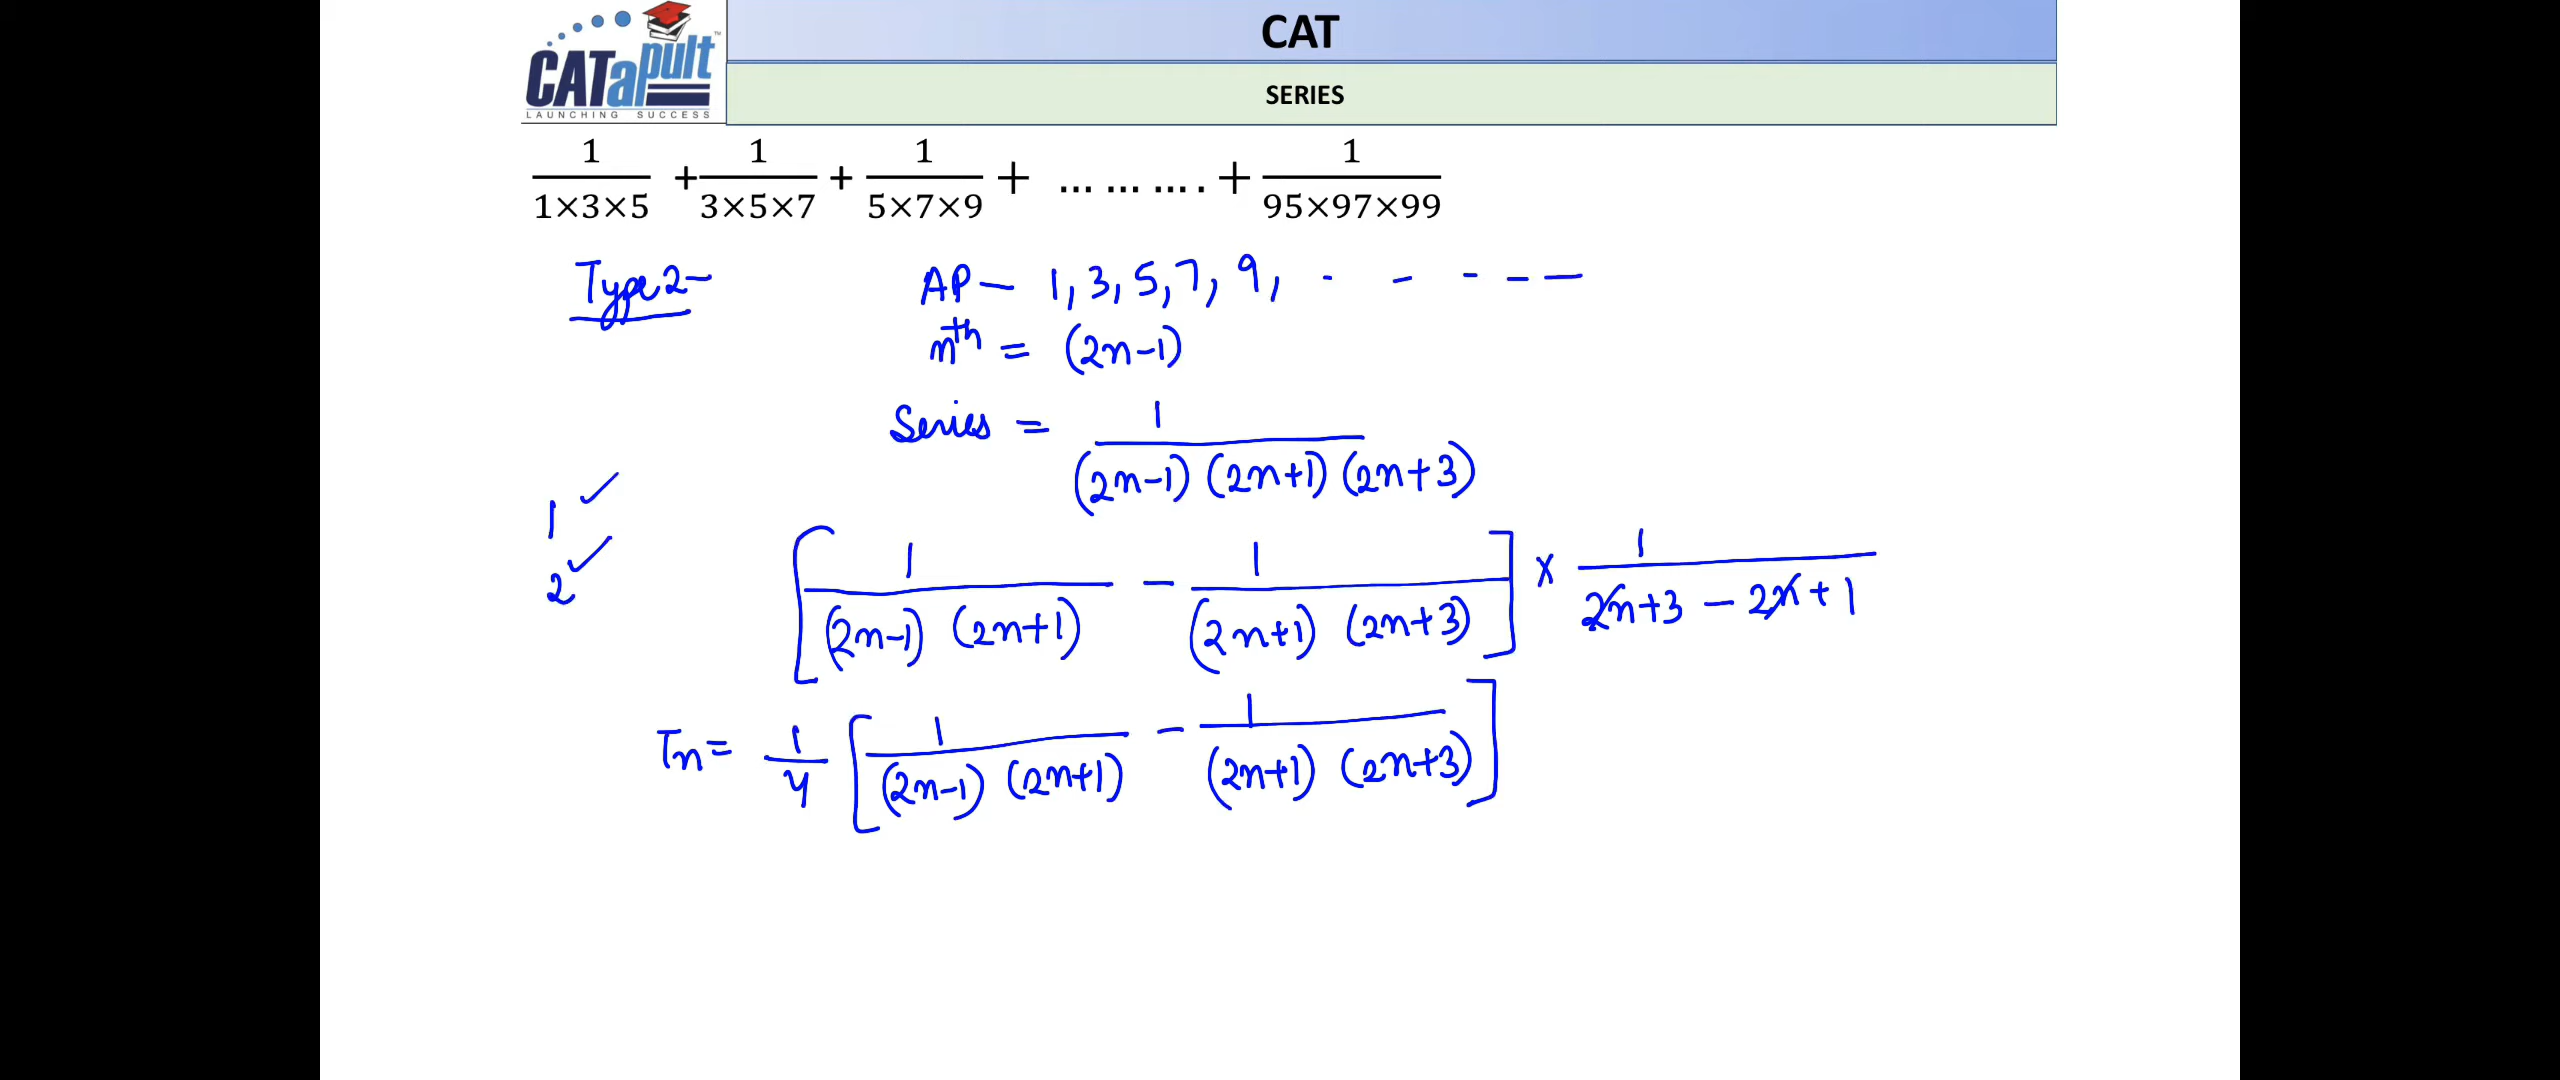 CATapult
LAUNCHING SUCCESS
CAT
SERIES
1/(1×3×5) + 1/(3×5×7) + 1/(5×7×9) + ... ... ... . + 1/(95×97×99)
Type 2- AP - 1, 3, 5, 7, 9, - - - - -
nth = (2n-1)
Series = 1/((2n-1)(2n+1)(2n+3))
1 ✓
2 ✓
[1/((2n-1)(2n+1)) - 1/((2n+1)(2n+3))] × 1/(2n+3-2n+1)
Tn = 1/4 [1/((2n-1)(2n+1)) - 1/((2n+1)(2n+3))]